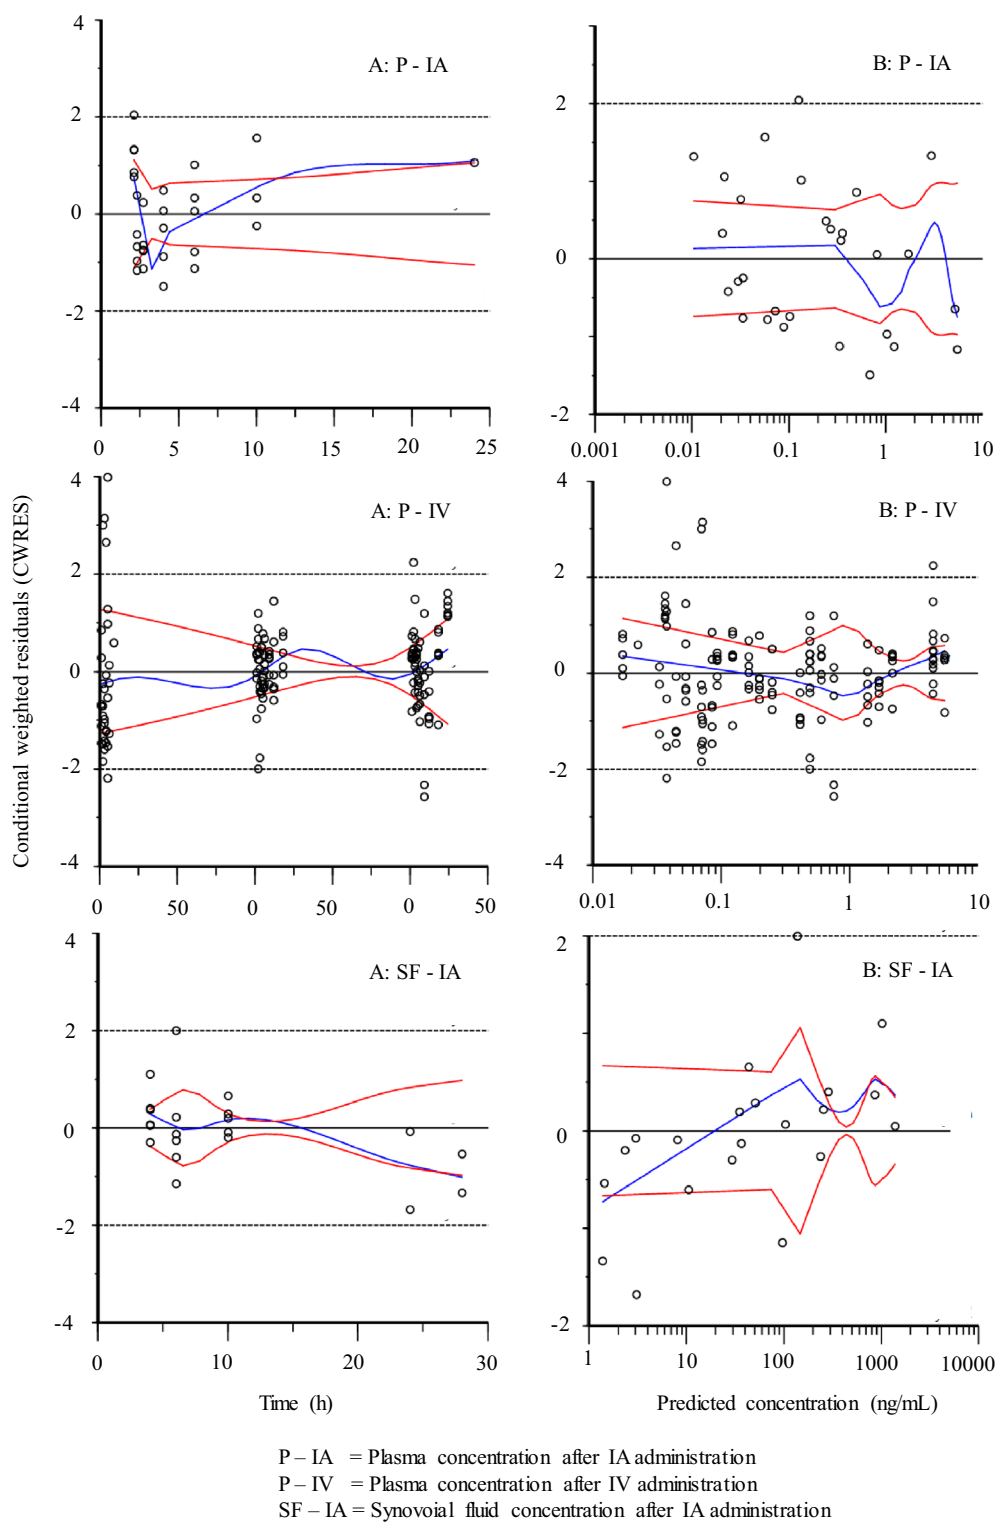 A: P - IA
4
2
0
-2
-4
0 5 10 15 20 25
B: P - IA
2
0
-2
0.001 0.01 0.1 1 10
Conditional weighted residuals (CWRES)
A: P - IV
4
2
0
-2
-4
0 50 0 50 0 50
B: P - IV
4
2
0
-2
-4
0.01 0.1 1 10
A: SF - IA
4
2
0
-2
-4
0 10 20 30
Time (h)
B: SF - IA
2
0
-2
1 10 100 1000 10000
Predicted concentration (ng/mL)
P – IA = Plasma concentration after IA administration
P – IV = Plasma concentration after IV administration
SF – IA = Synovoial fluid concentration after IA administration